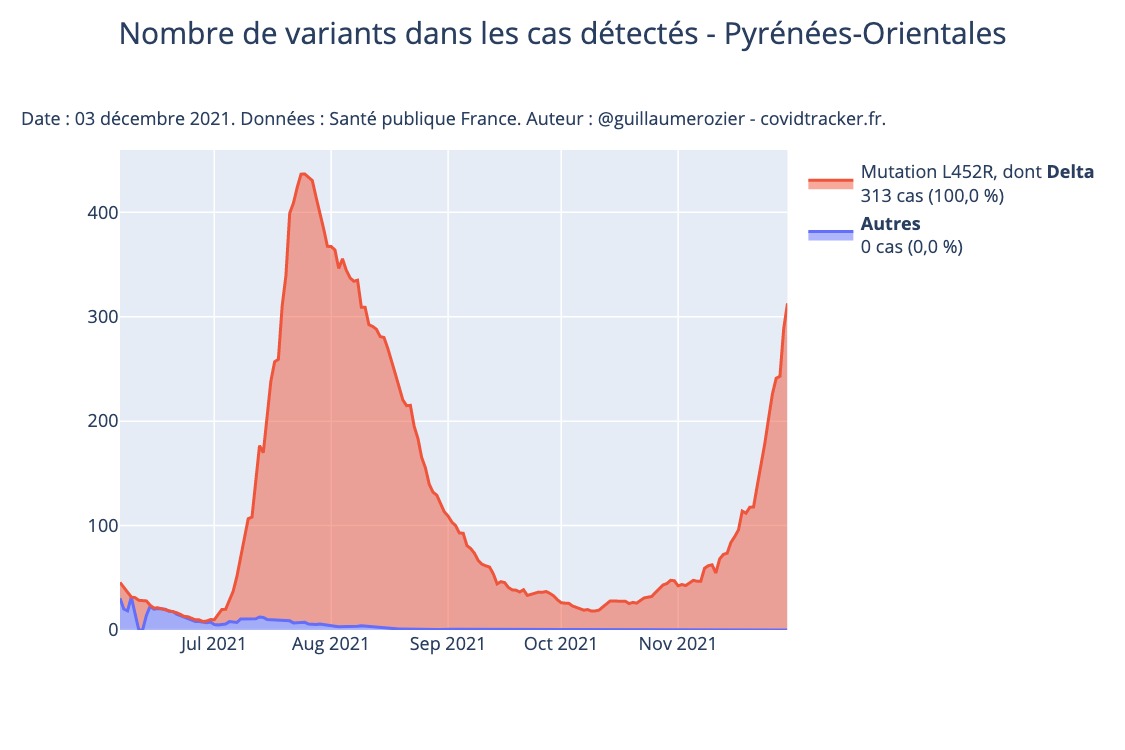 Nombre de variants dans les cas détectés - Pyrénées-Orientales
Date : 03 décembre 2021. Données : Santé publique France. Auteur : @guillaumerozier - covidtracker.fr.
Mutation L452R, dont Delta
313 cas (100,0 %)
Autres
0 cas (0,0 %)
400
300
200
100
0
Jul 2021
Aug 2021
Sep 2021
Oct 2021
Nov 2021